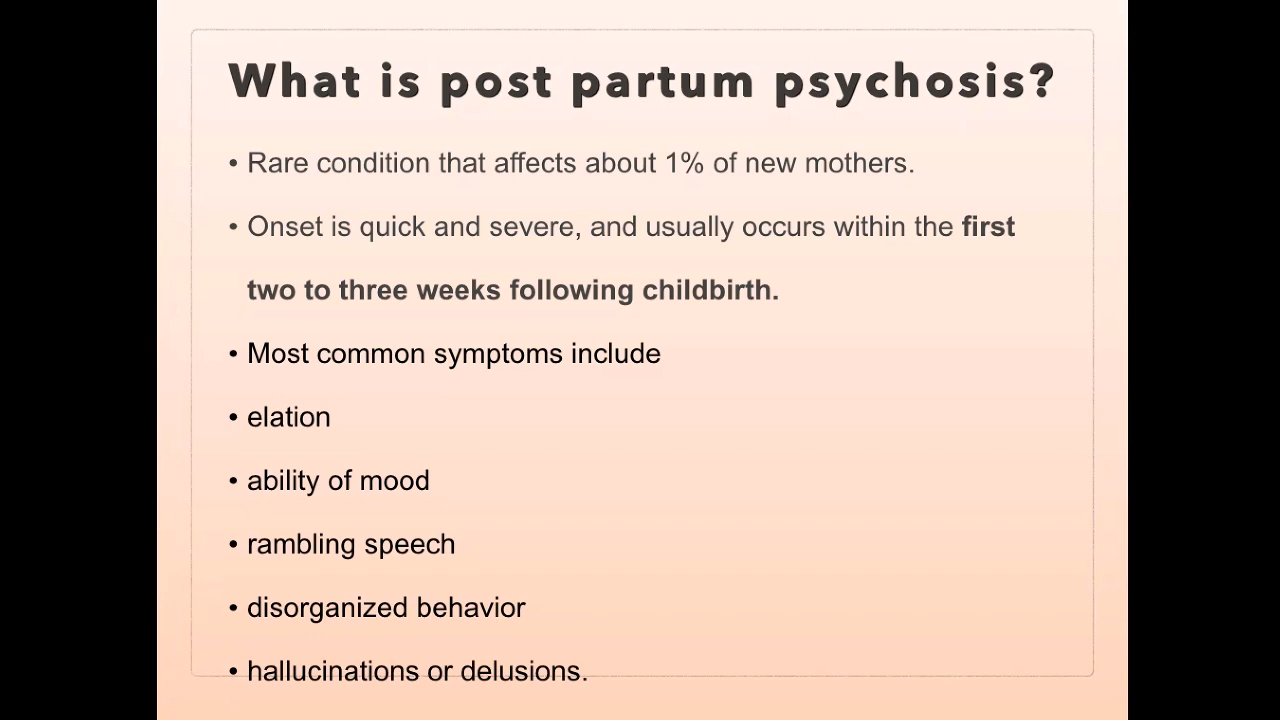 What is post partum psychosis?
• Rare condition that affects about 1% of new mothers.
• Onset is quick and severe, and usually occurs within the first
two to three weeks following childbirth.
• Most common symptoms include
• elation
• ability of mood
• rambling speech
• disorganized behavior
• hallucinations or delusions.